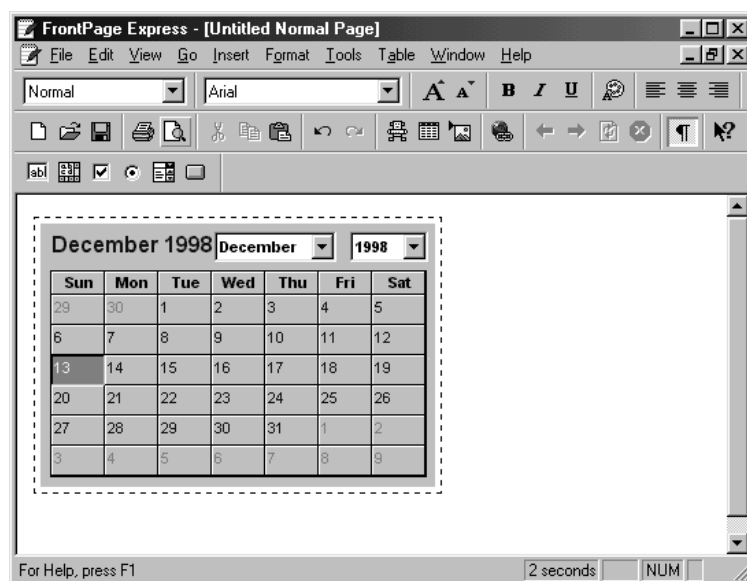 FrontPage Express - [Untitled Normal Page]
File Edit View Go Insert Format Tools Table Window Help
Normal Arial A A B I U A
abl
December 1998 December 1998
Sun Mon Tue Wed Thu Fri Sat
29 30 1 2 3 4 5
6 7 8 9 10 11 12
13 14 15 16 17 18 19
20 21 22 23 24 25 26
27 28 29 30 31 1 2
3 4 5 6 7 8 9
For Help, press F1 2 seconds NUM